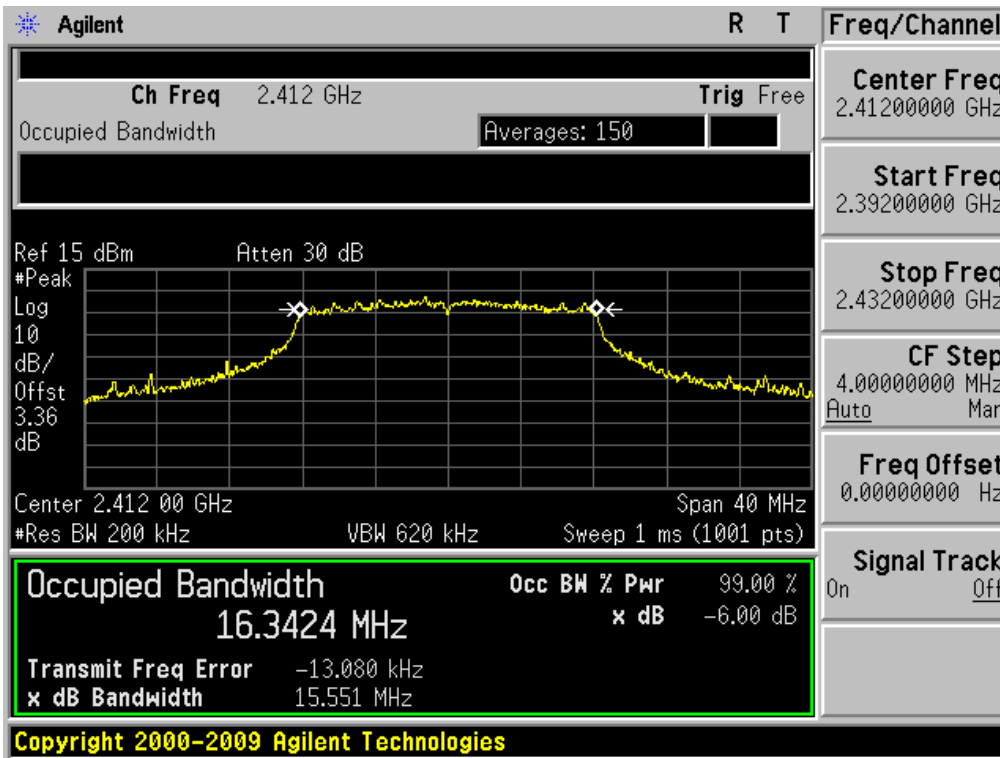 Agilent R T Freq/Channel
Ch Freq 2.412 GHz Trig Free
Occupied Bandwidth Averages: 150
Ref 15 dBm Atten 30 dB
#Peak
Log
10
dB/
Offst
3.36
dB
Center 2.412 00 GHz Span 40 MHz
#Res BW 200 kHz VBW 620 kHz Sweep 1 ms (1001 pts)
Occupied Bandwidth Occ BW % Pwr 99.00 %
16.3424 MHz x dB -6.00 dB
Transmit Freq Error -13.080 kHz
x dB Bandwidth 15.551 MHz
Copyright 2000-2009 Agilent Technologies
Center Freq
2.41200000 GHz
Start Freq
2.39200000 GHz
Stop Freq
2.43200000 GHz
CF Step
4.00000000 MHz
Auto Man
Freq Offset
0.00000000 Hz
Signal Track
On Off